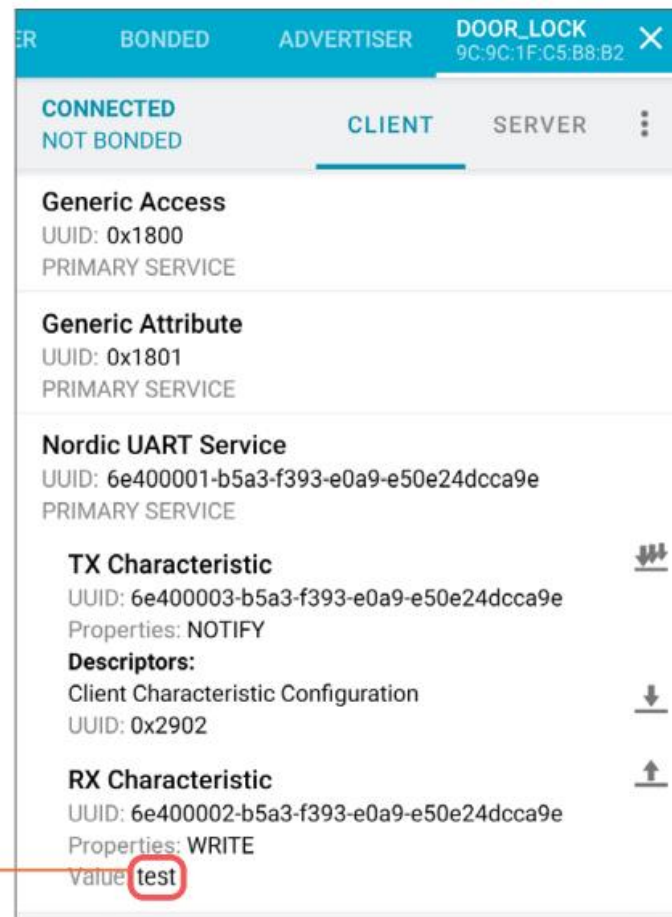 ER BONDED ADVERTISER DOOR_LOCK
9C:9C:1F:C5:B8:B2
CONNECTED
NOT BONDED
CLIENT SERVER
Generic Access
UUID: 0x1800
PRIMARY SERVICE
Generic Attribute
UUID: 0x1801
PRIMARY SERVICE
Nordic UART Service
UUID: 6e400001-b5a3-f393-e0a9-e50e24dcca9e
PRIMARY SERVICE
TX Characteristic
UUID: 6e400003-b5a3-f393-e0a9-e50e24dcca9e
Properties: NOTIFY
Descriptors:
Client Characteristic Configuration
UUID: 0x2902
RX Characteristic
UUID: 6e400002-b5a3-f393-e0a9-e50e24dcca9e
Properties: WRITE
Value: test